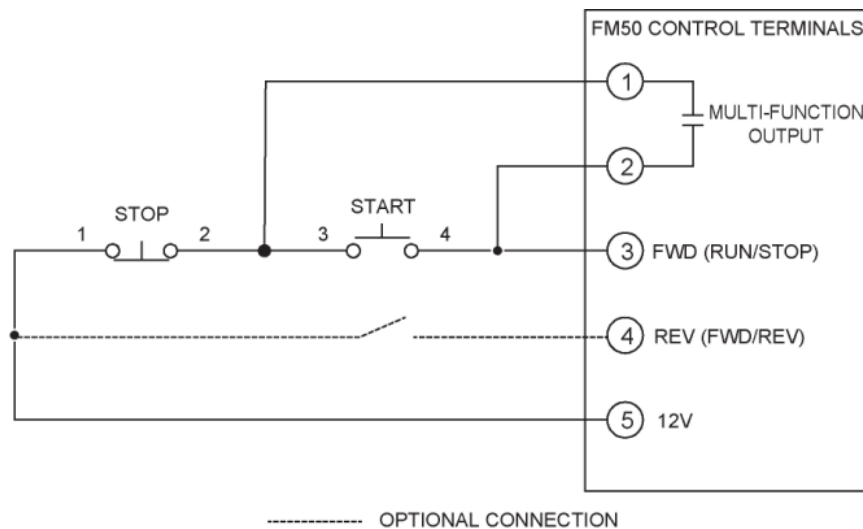 FM50 CONTROL TERMINALS
1
MULTI-FUNCTION
OUTPUT
2
STOP
START
1
2
3
4
3
FWD (RUN/STOP)
4
REV (FWD/REV)
5
12V
OPTIONAL CONNECTION